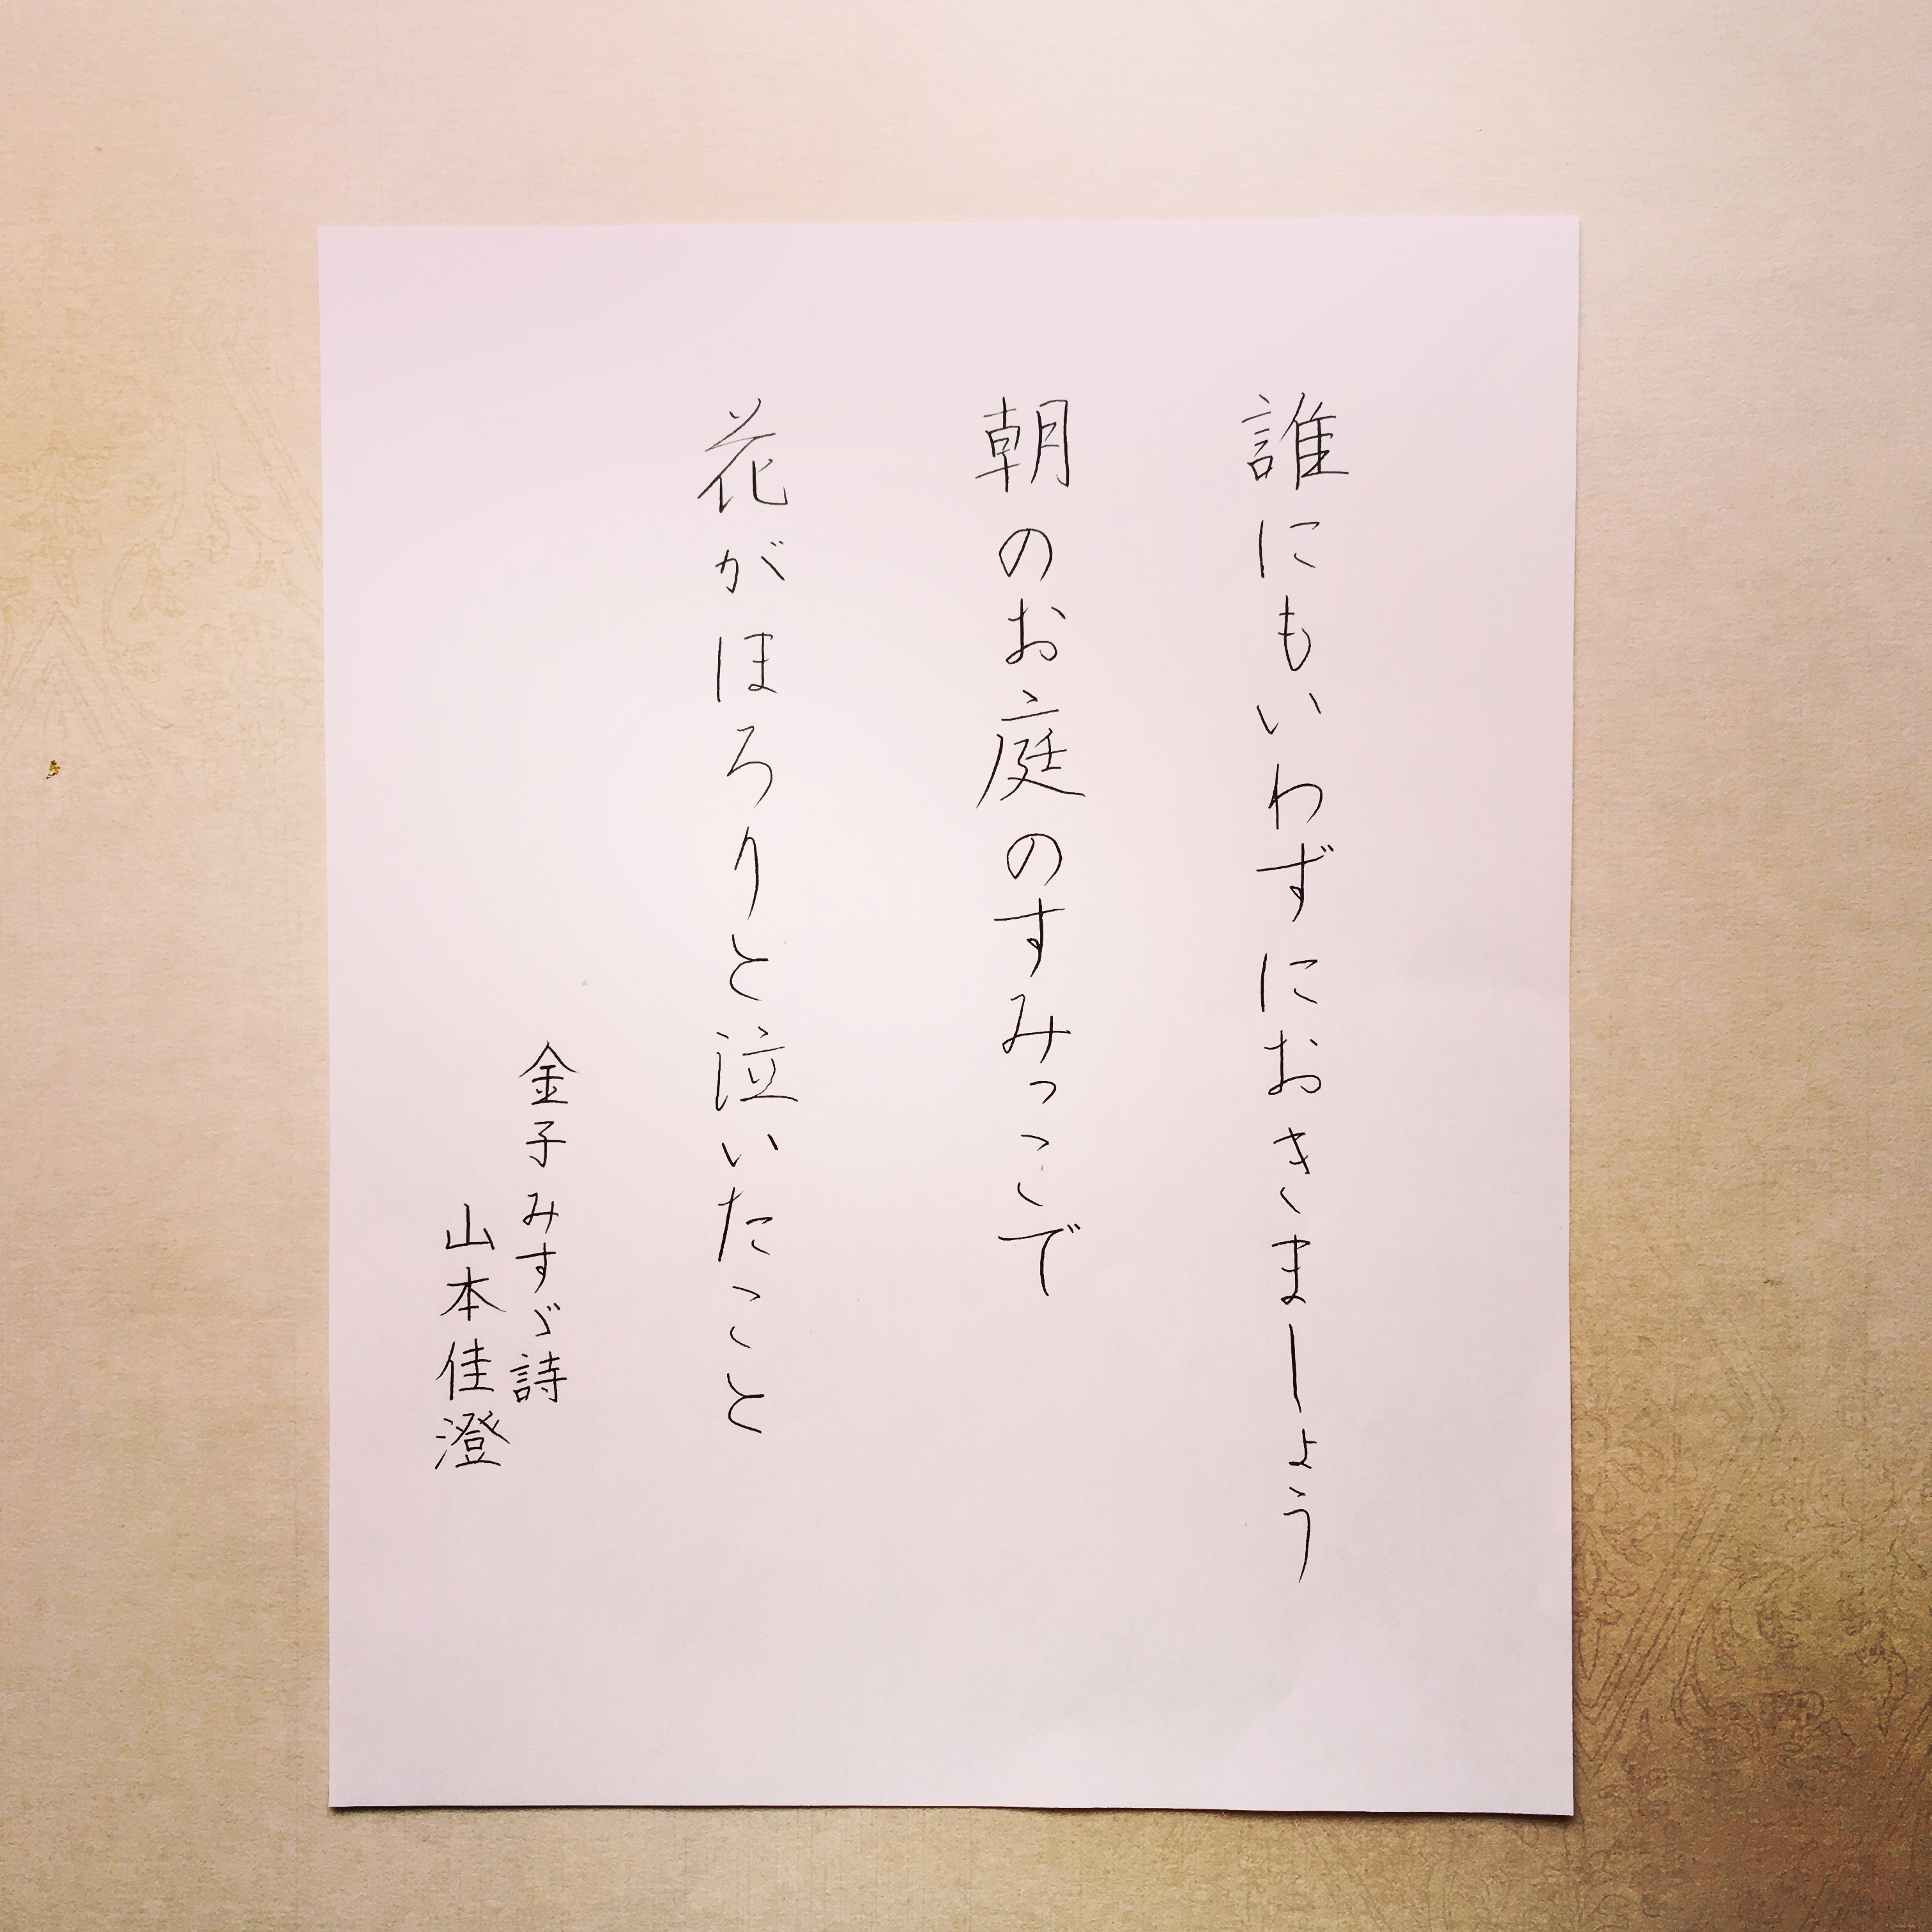 誰にもいわずにおきましょう
朝のお庭のすみっこで
花がほろりと泣いたこと
金子みすゞ詩
山本佳澄